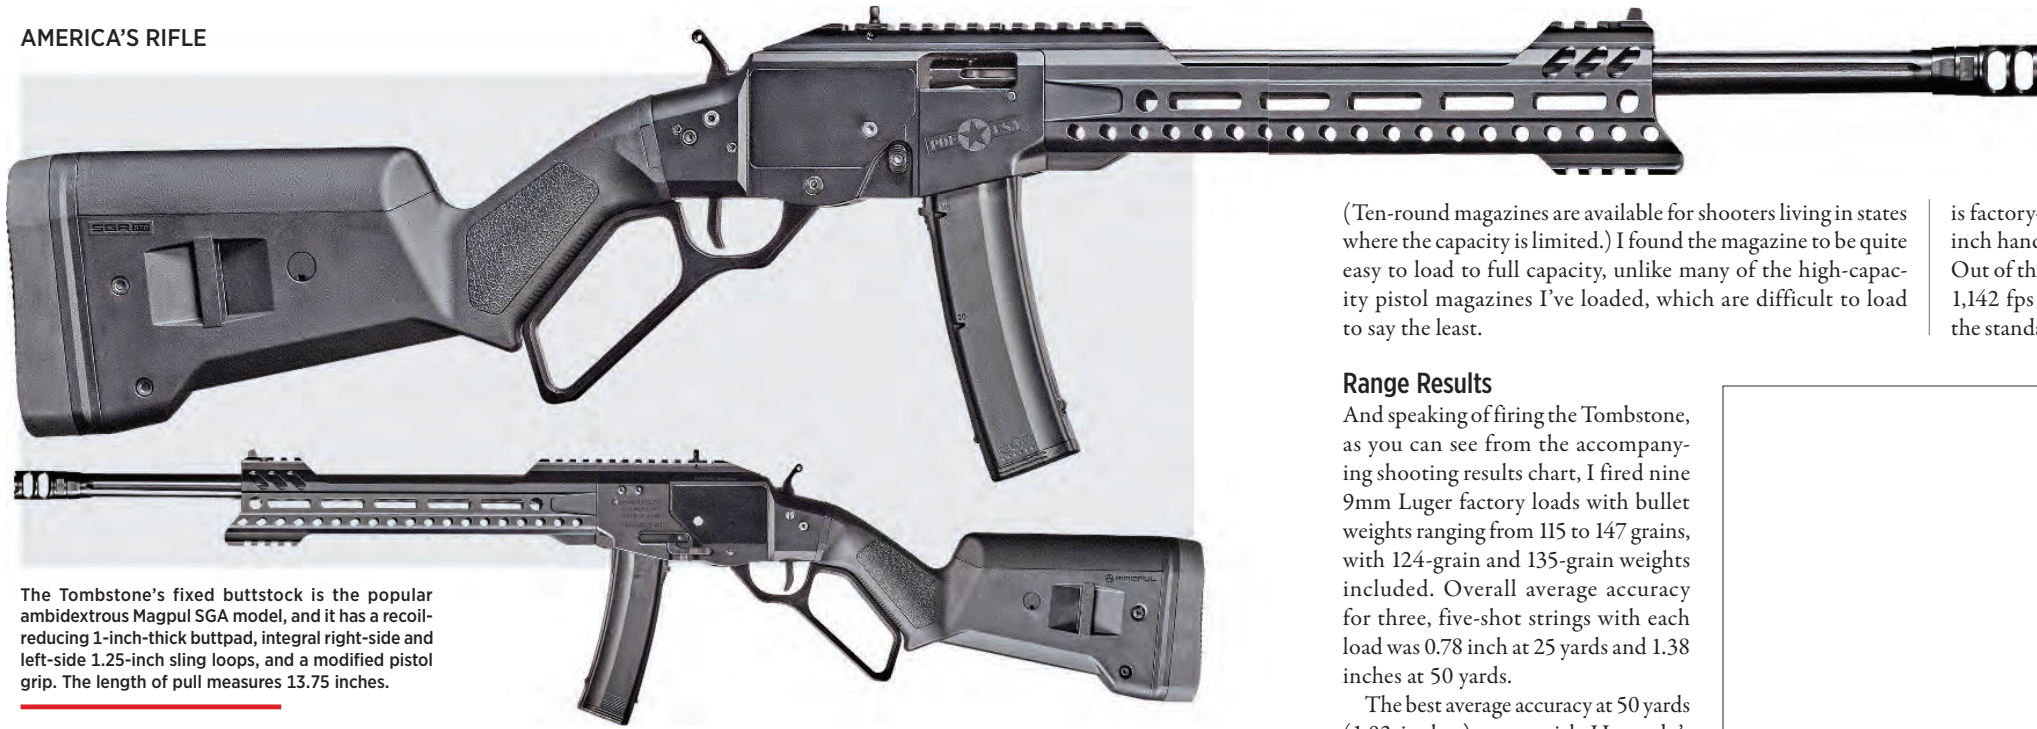 AMERICA'S RIFLE
SGA 870
POF USA
20
MAGPUL
The Tombstone's fixed buttstock is the popular
ambidextrous Magpul SGA model, and it has a recoil-
reducing 1-inch-thick buttpad, integral right-side and
left-side 1.25-inch sling loops, and a modified pistol
grip. The length of pull measures 13.75 inches.
(Ten-round magazines are available for shooters living in states
where the capacity is limited.) I found the magazine to be quite
easy to load to full capacity, unlike many of the high-capac-
ity pistol magazines I've loaded, which are difficult to load
to say the least.
Range Results
And speaking of firing the Tombstone,
as you can see from the accompany-
ing shooting results chart, I fired nine
9mm Luger factory loads with bullet
weights ranging from 115 to 147 grains,
with 124-grain and 135-grain weights
included. Overall average accuracy
for three, five-shot strings with each
load was 0.78 inch at 25 yards and 1.38
inches at 50 yards.
The best average accuracy at 50 yards
is factory-
inch hand
Out of th
1,142 fps
the standa